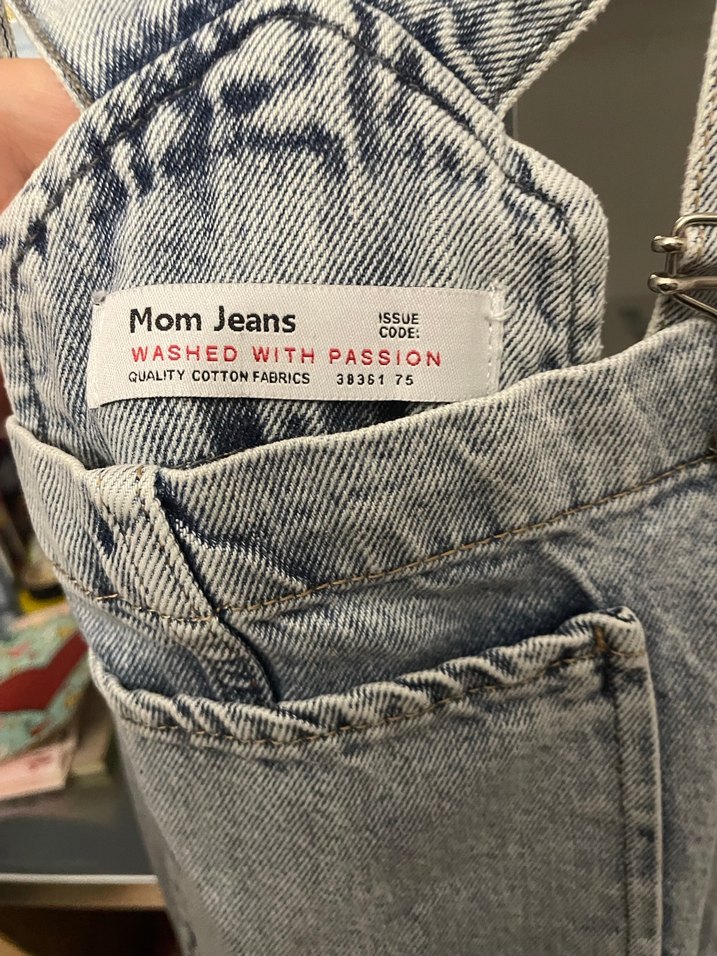 Mom Jeans
ISSUE
CODE:
WASHED WITH PASSION
QUALITY COTTON FABRICS 38361 75